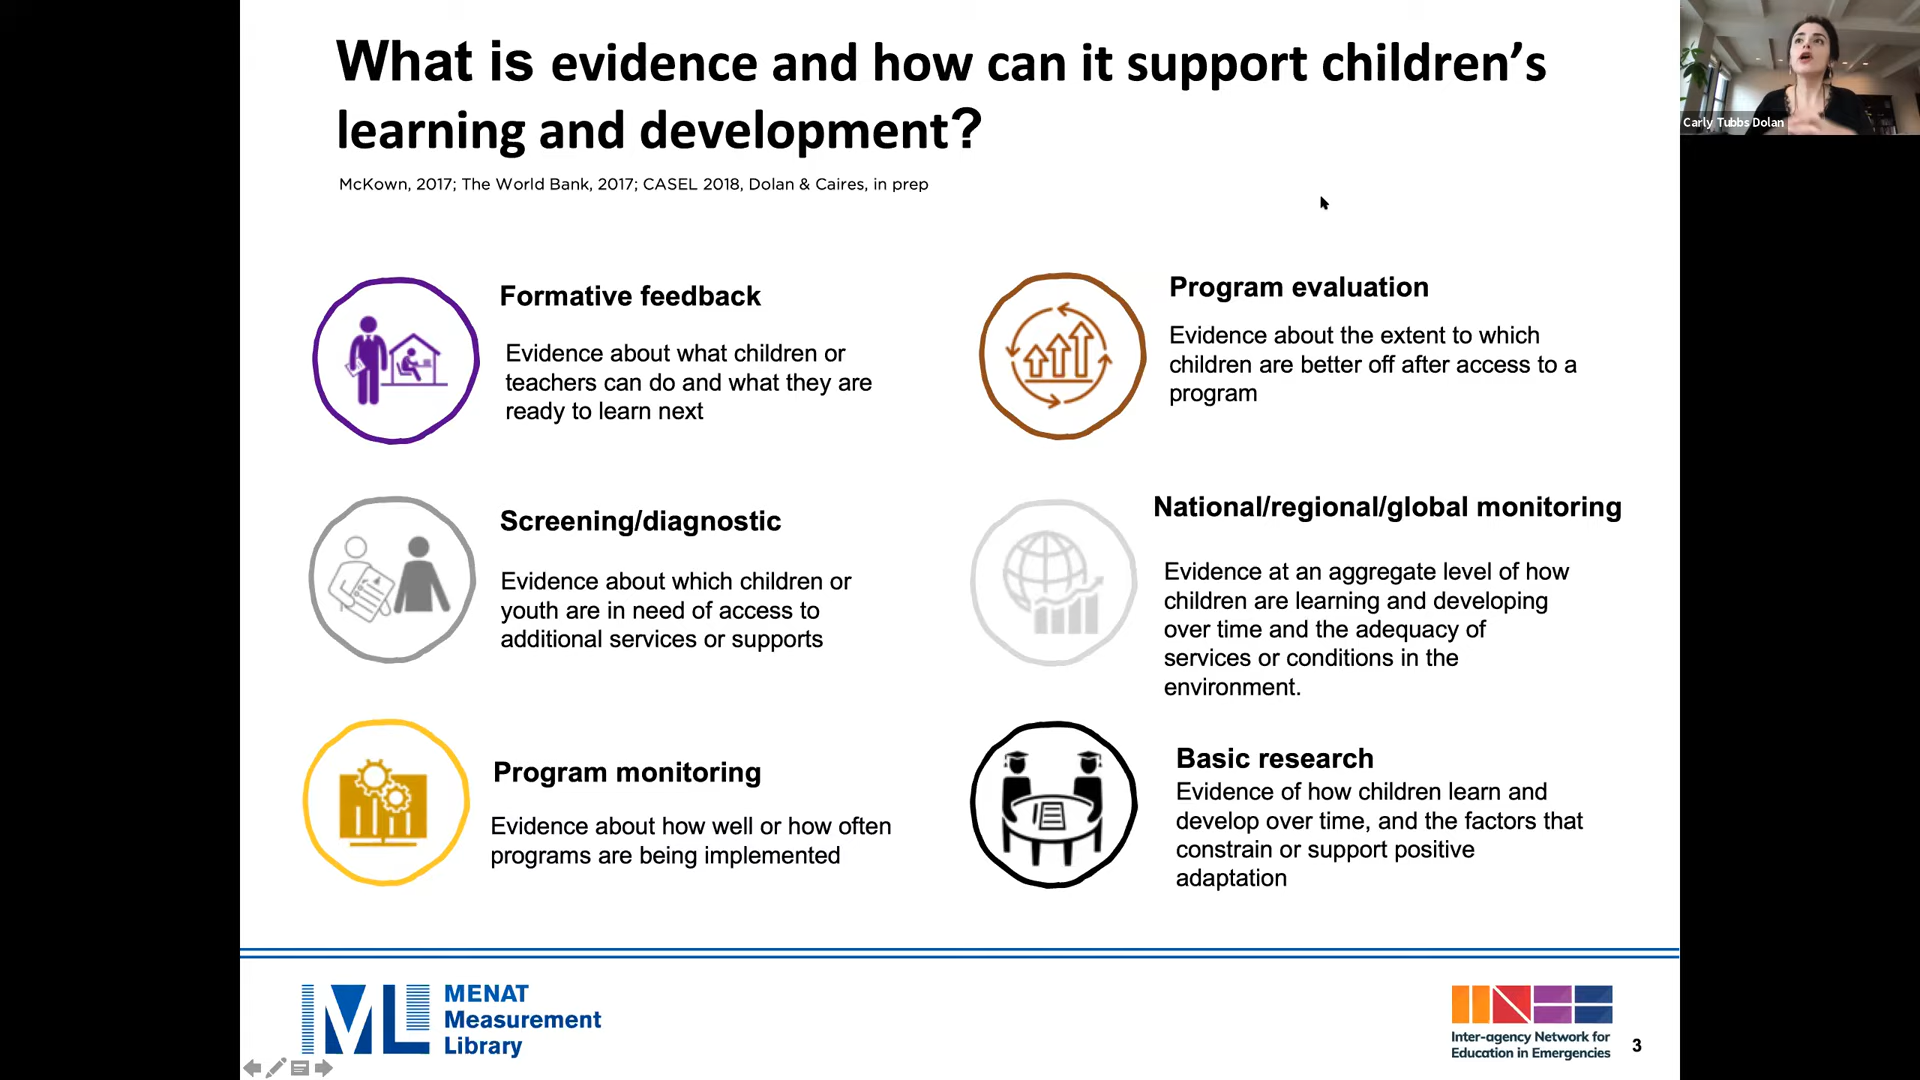 What is evidence and how can it support children's
learning and development?
McKown, 2017; The World Bank, 2017; CASEL 2018, Dolan & Caires, in prep
Carly Tubbs Dolan
Formative feedback
Evidence about what children or
teachers can do and what they are
ready to learn next
Program evaluation
Evidence about the extent to which
children are better off after access to a
program
Screening/diagnostic
Evidence about which children or
youth are in need of access to
additional services or supports
National/regional/global monitoring
Evidence at an aggregate level of how
children are learning and developing
over time and the adequacy of
services or conditions in the
environment.
Program monitoring
Evidence about how well or how often
programs are being implemented
Basic research
Evidence of how children learn and
develop over time, and the factors that
constrain or support positive
adaptation
ML
MENAT
Measurement
Library
INEE
Inter-agency Network for
Education in Emergencies
3